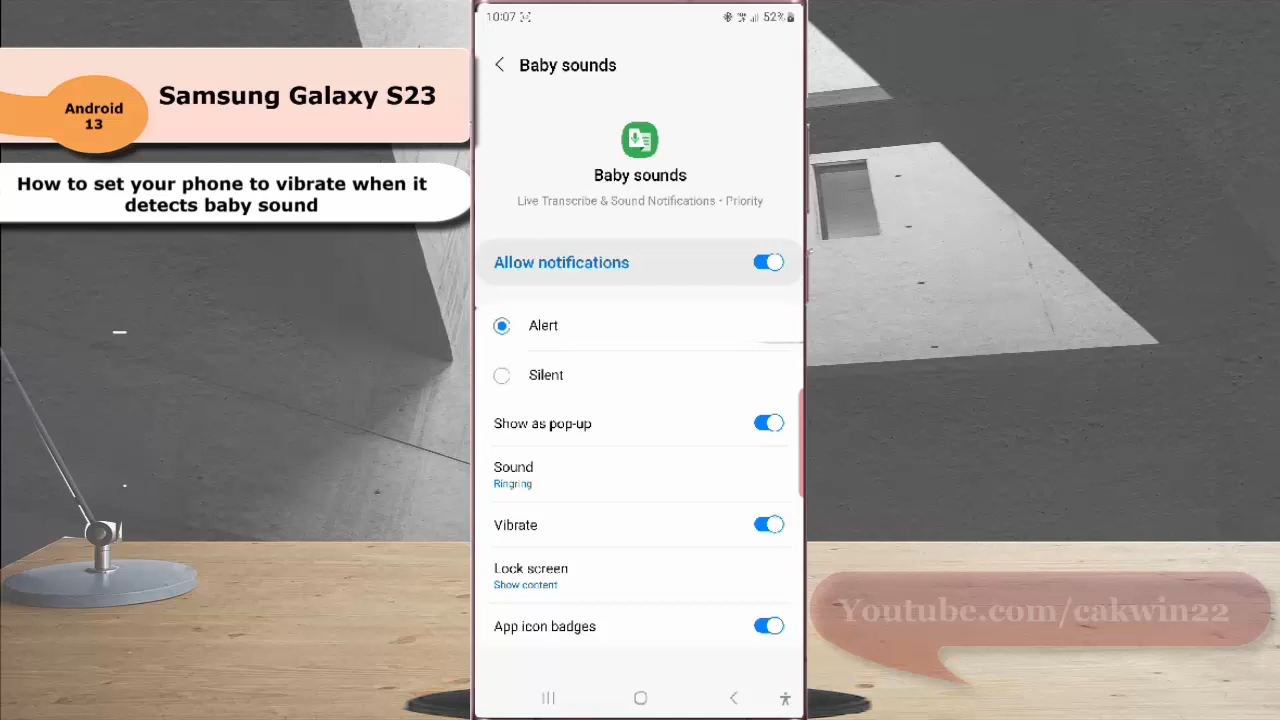 Samsung Galaxy S23
Android
13
How to set your phone to vibrate when it
detects baby sound
10:07
52%
Baby sounds
Baby sounds
Live Transcribe & Sound Notifications • Priority
Allow notifications
Alert
Silent
Show as pop-up
Sound
Ringring
Vibrate
Lock screen
Show content
App icon badges
Youtube.com/cakwin22